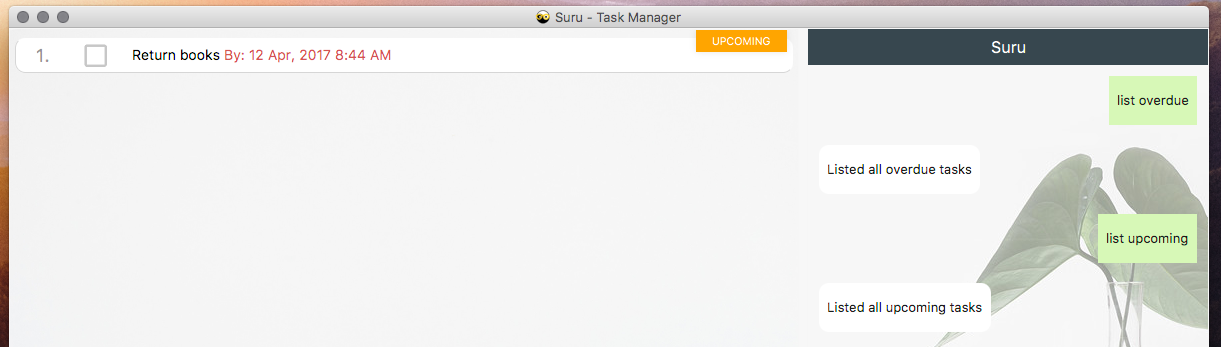 Suru - Task Manager
1. Return books By: 12 Apr, 2017 8:44 AM
UPCOMING
Suru
list overdue
Listed all overdue tasks
list upcoming
Listed all upcoming tasks